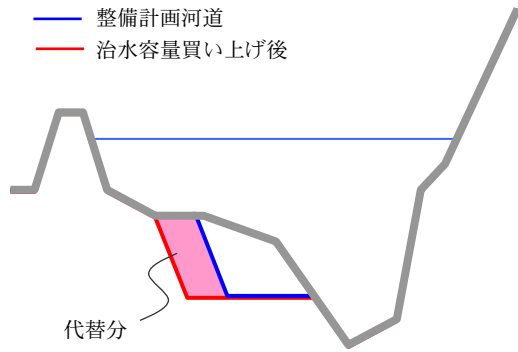 整備計画河道
治水容量買い上げ後
代替分